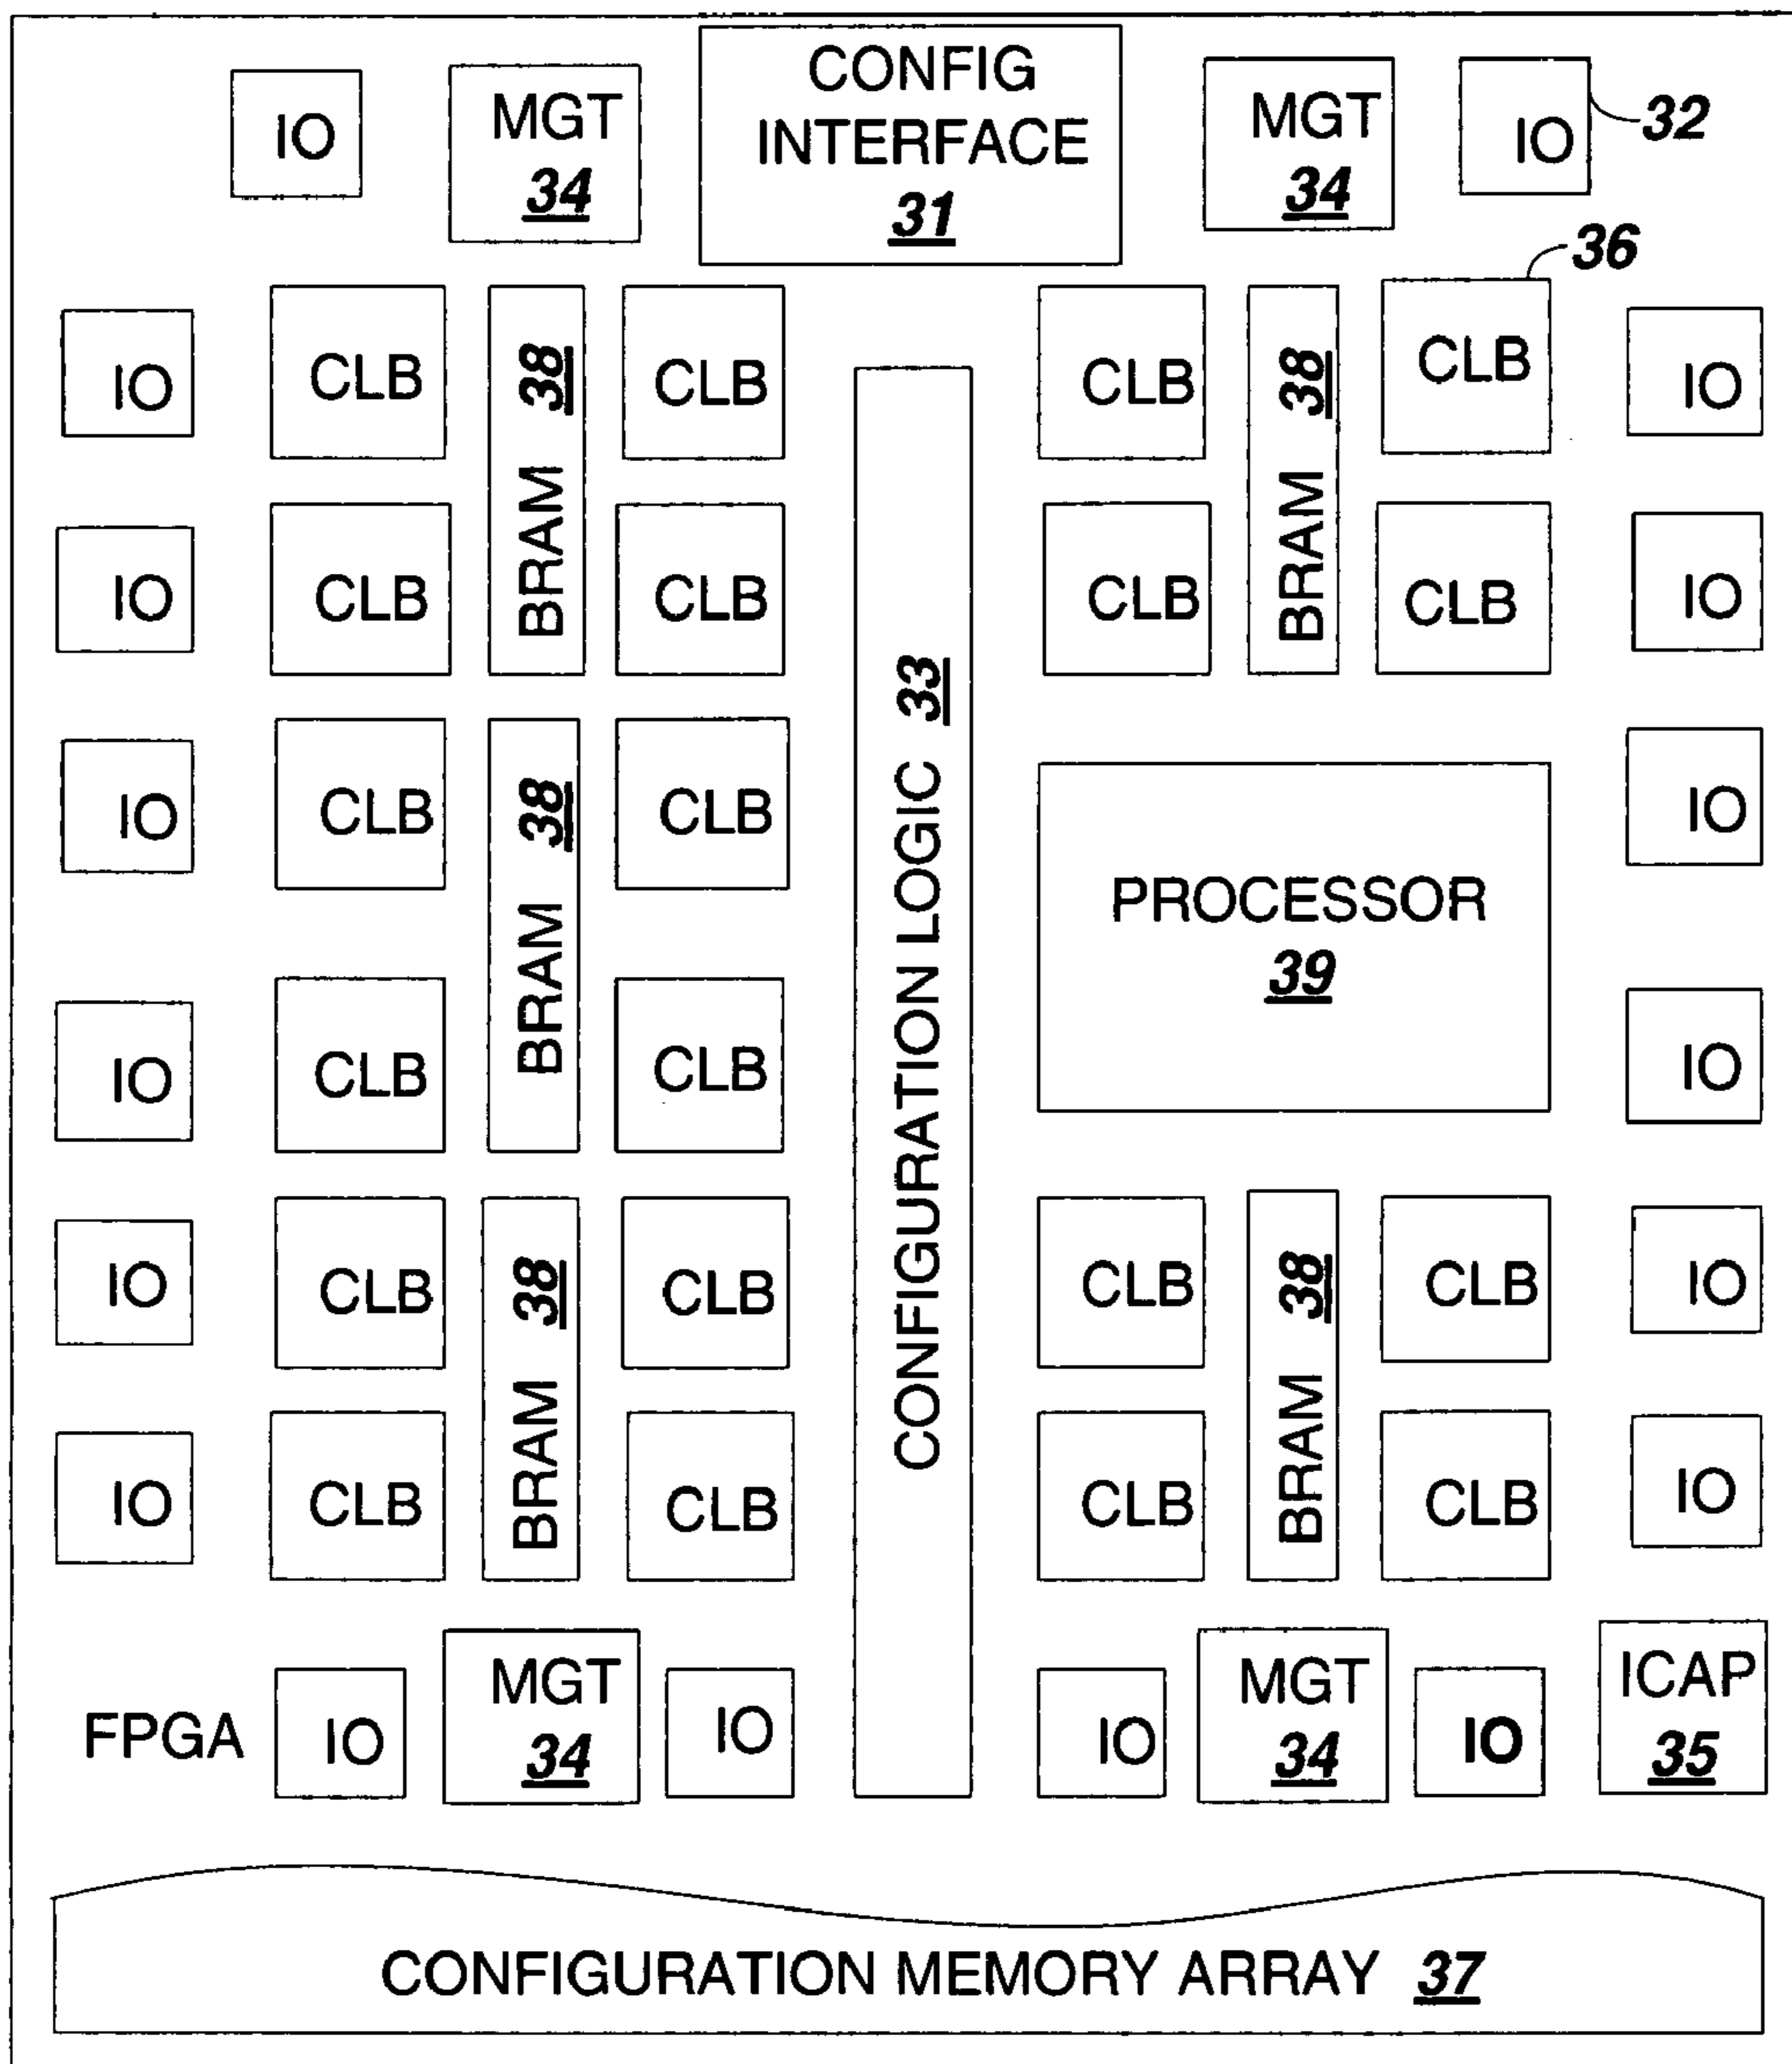 CONFIG
INTERFACE
31
IO
MGT
34
MGT
34
IO
32
36
IO
CLB
38
BRAM
CLB
CLB
38
BRAM
CLB
IO
IO
CLB
CLB
CLB
CLB
IO
CONFIGURATION LOGIC 33
IO
CLB
38
BRAM
CLB
PROCESSOR
39
IO
IO
CLB
CLB
IO
IO
CLB
BRAM 38
CLB
CLB
BRAM 38
CLB
IO
IO
CLB
CLB
CLB
CLB
IO
FPGA
IO
MGT
34
IO
IO
MGT
34
IO
ICAP
35
CONFIGURATION MEMORY ARRAY 37